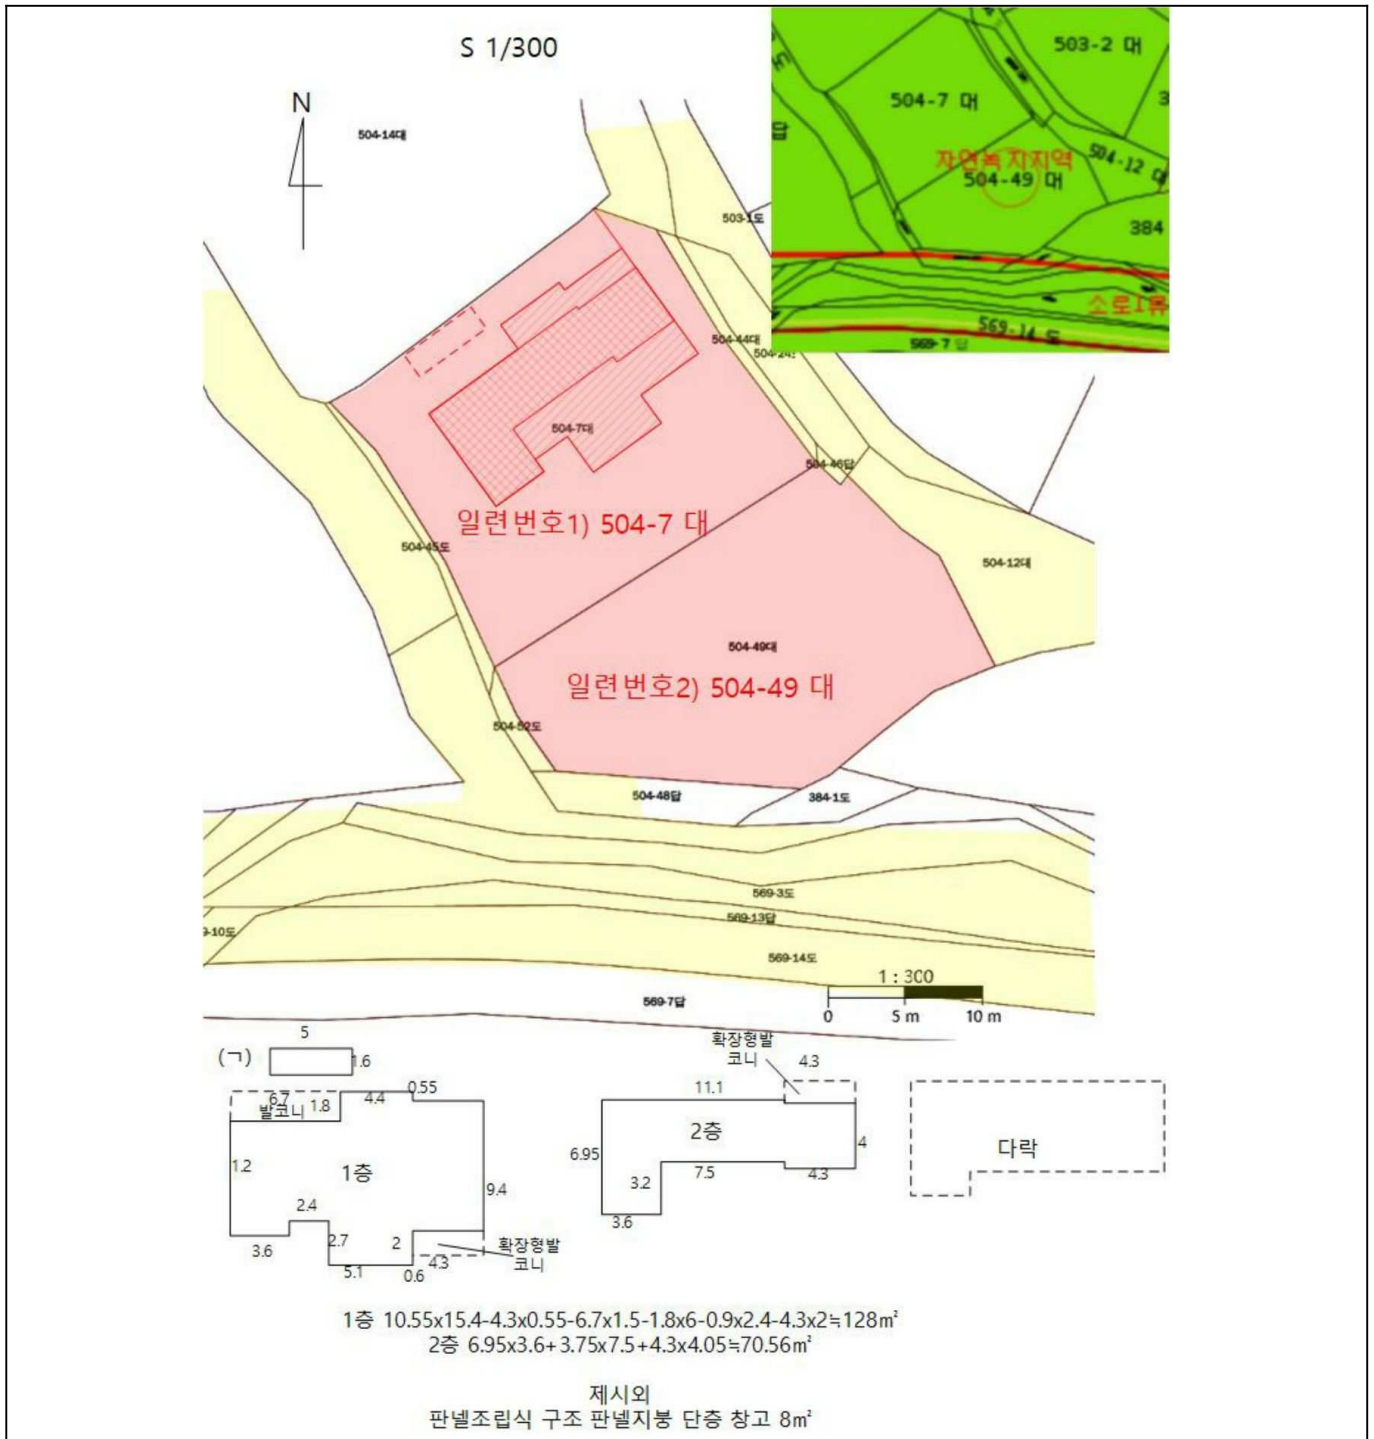 S 1/300
N
504-14대
503-2 대
504-7 대
답
자연녹지지역
504-49 대
504-12 대
384
소로1류
569-14 도
569-7 답
503-1도
504-44대
504-24
504-7대
504-46답
일련번호1) 504-7 대
504-45도
504-12대
504-49대
일련번호2) 504-49 대
504-52도
504-48답
384-1도
569-3도
569-13답
9-10도
569-14도
569-7답
1 : 300
0 5 m 10 m
(ㄱ)
5
1.6
6.7
발코니
1.8
4.4
0.55
1.2
1층
9.4
2.4
3.6
2.7
2
5.1
0.6
4.3
확장형발
코니
확장형발
코니
4.3
11.1
2층
6.95
4
3.2
7.5
4.3
3.6
다락
1층 10.55x15.4-4.3x0.55-6.7x1.5-1.8x6-0.9x2.4-4.3x2≒128㎡
2층 6.95x3.6+3.75x7.5+4.3x4.05≒70.56㎡
제시외
판넬조립식 구조 판넬지붕 단층 창고 8㎡